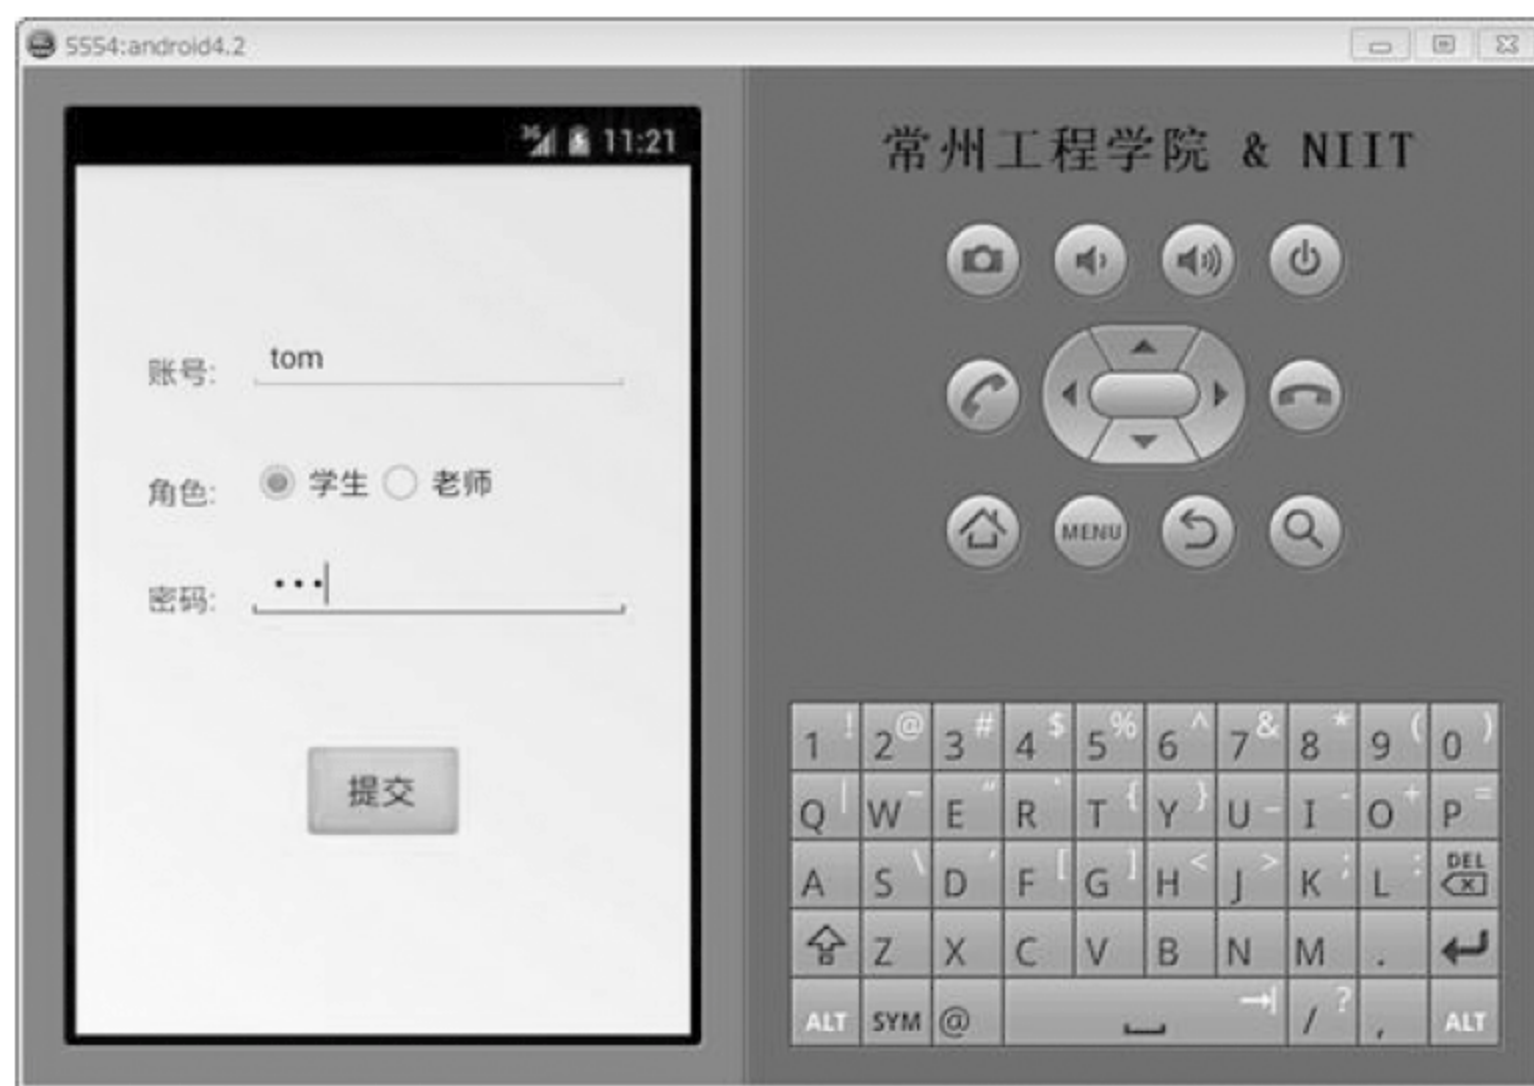 5554:android4.2
36 11:21
常州工程学院 & NIIT
账号: tom
角色: 学生 老师
密码: •••
提交
MENU
1 ! 2 @ 3 # 4 $ 5 % 6 ^ 7 & 8 * 9 ( 0 )
Q | W ~ E “ R ` T { Y } U _ I - O + P =
A S \ D ' F [ G ] H < J > K ; L : DEL
Z X C V B N M .
ALT SYM @ / ? , ALT